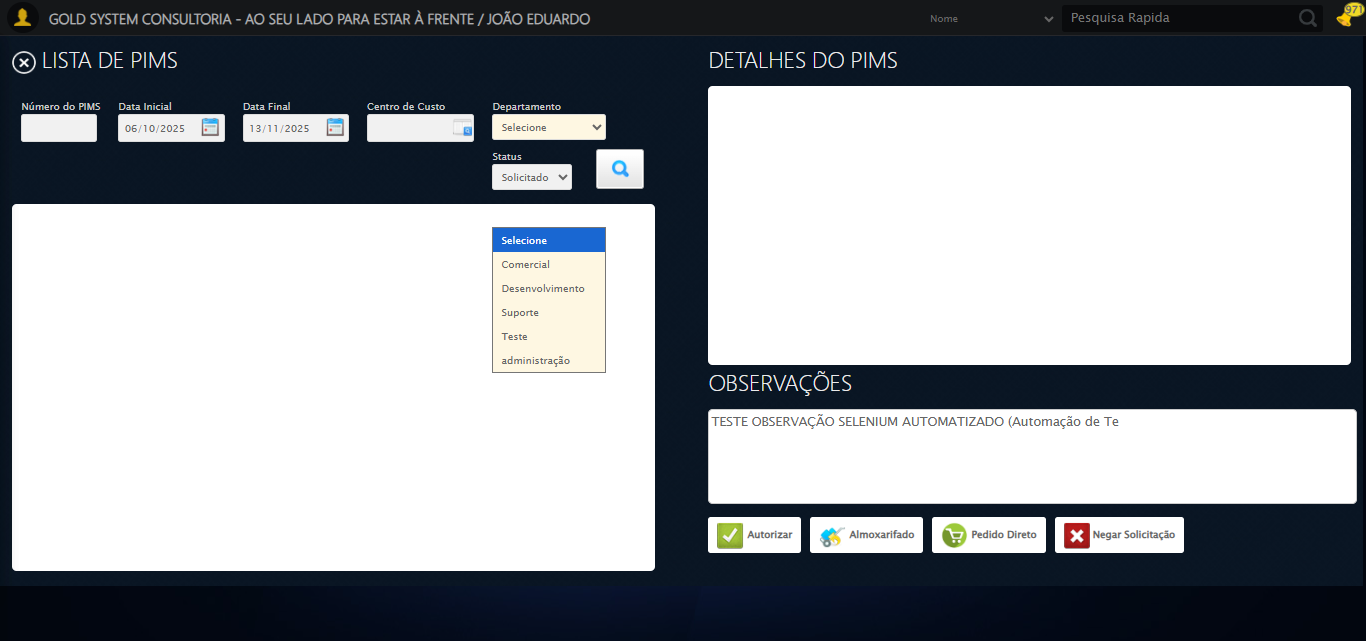 GOLD SYSTEM CONSULTORIA - AO SEU LADO PARA ESTAR À FRENTE / JOÃO EDUARDO
Nome
Pesquisa Rapida
971
LISTA DE PIMS
Número do PIMS
Data Inicial
Data Final
Centro de Custo
Departamento
06/10/2025
13/11/2025
Selecione
Status
Solicitado
Selecione
Comercial
Desenvolvimento
Suporte
Teste
administração
DETALHES DO PIMS
OBSERVAÇÕES
TESTE OBSERVAÇÃO SELENIUM AUTOMATIZADO (Automação de Te
Autorizar
Almoxarifado
Pedido Direto
Negar Solicitação